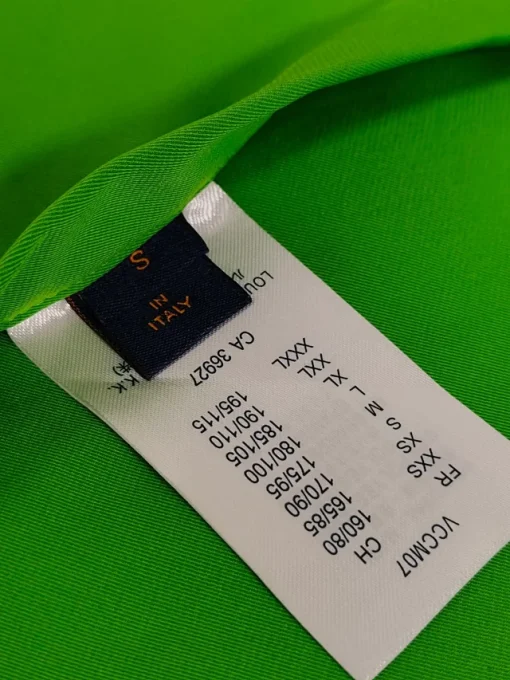 S
IN
ITALY
VCCM07
FR CH
XXS 160/80
XS 165/85
S 170/90
M 175/95
L 180/100
XL 185/105
XXL 190/110
XXXL 195/115
CA 36927
LOU
K.K.